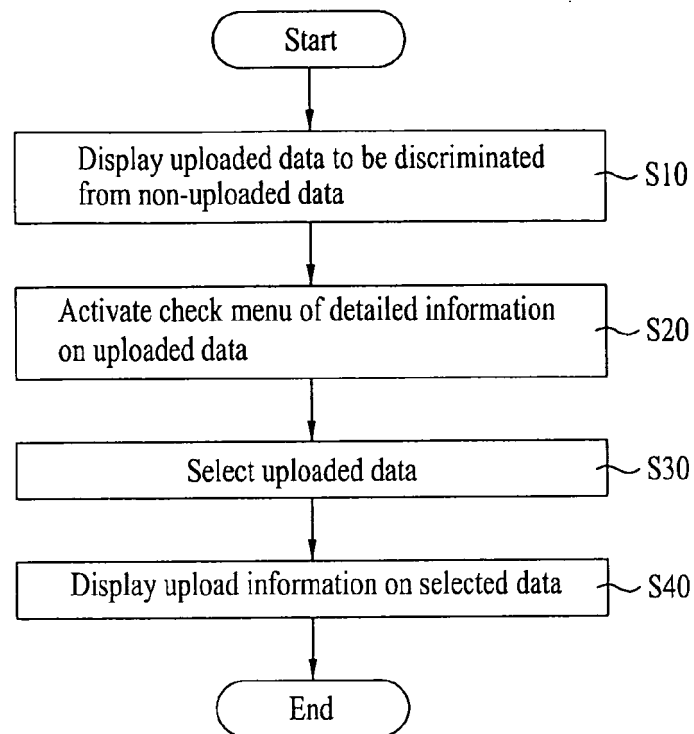 Start
Display uploaded data to be discriminated
from non-uploaded data
S10
Activate check menu of detailed information
on uploaded data
S20
Select uploaded data
S30
Display upload information on selected data
S40
End